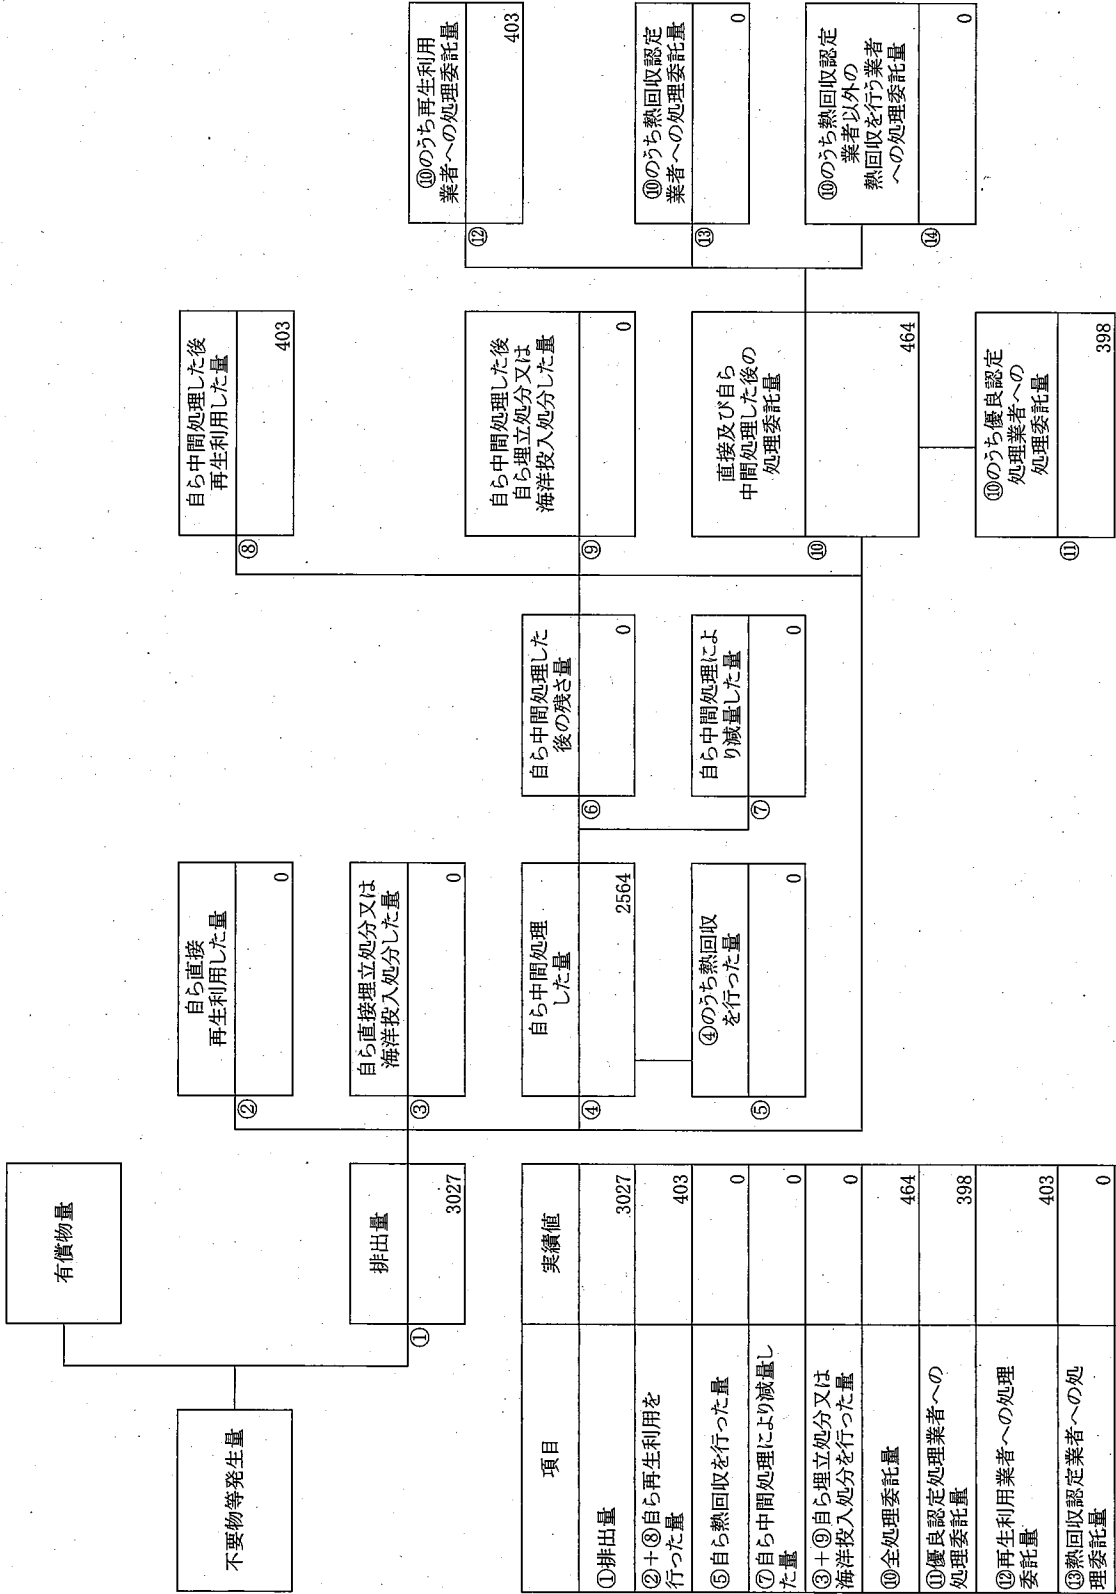 不要物等発生量
有償物量
排出量
①
3027
自ら直接
再生利用した量
②
0
自ら直接埋立処分又は
海洋投入処分した量
③
0
自ら中間処理
した量
④
2564
④のうち熱回収
を行った量
⑤
0
自ら中間処理した
後の残さ量
⑥
0
自ら中間処理によ
り減量した量
⑦
0
自ら中間処理した後
再生利用した量
⑧
403
自ら中間処理した後
自ら埋立処分又は
海洋投入処分した量
⑨
0
直接及び自ら
中間処理した後の
処理委託量
⑩
464
⑩のうち優良認定
処理業者への
処理委託量
⑪
398
⑩のうち再生利用
業者への処理委託量
⑫
403
⑩のうち熱回収認定
業者への処理委託量
⑬
0
⑩のうち熱回収認定
業者以外の
熱回収を行う業者
への処理委託量
⑭
0
項目 実績値
①排出量 3027
②+⑧自ら再生利用を
行った量 403
⑤自ら熱回収を行った量 0
⑦自ら中間処理により減量し
た量 0
③+⑨自ら埋立処分又は
海洋投入処分を行った量 0
⑩全処理委託量 464
⑪優良認定処理業者への
処理委託量 398
⑫再生利用業者への処理
委託量 403
⑬熱回収認定業者への処
理委託量 0